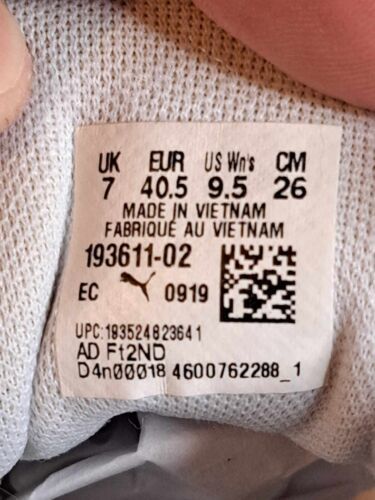 UK EUR US Wn's CM
7 40.5 9.5 26
MADE IN VIETNAM
FABRIQUÉ AU VIETNAM
193611-02
EC 0919
UPC:193524823641
AD Ft2ND
D4n00018 4600762288_1